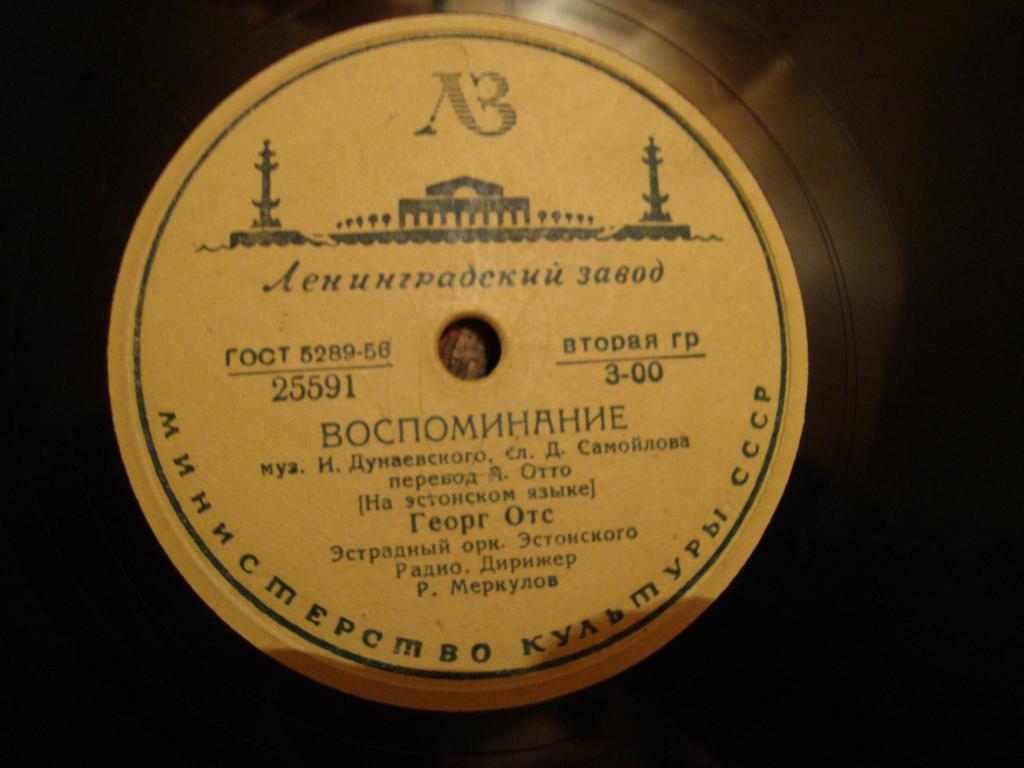 ЛЗ
Ленинградский завод
ГОСТ 5289-56
25591
вторая гр
3-00
ВОСПОМИНАНИЕ
муз. И. Дунаевского, сл. Д. Самойлова
перевод Отто
[На эстонском языке]
Георг Отс
Эстрадный орк. Эстонского
Радио. Дирижер
Р. Меркулов
МИНИСТЕРСТВО КУЛЬТУРЫ СССР